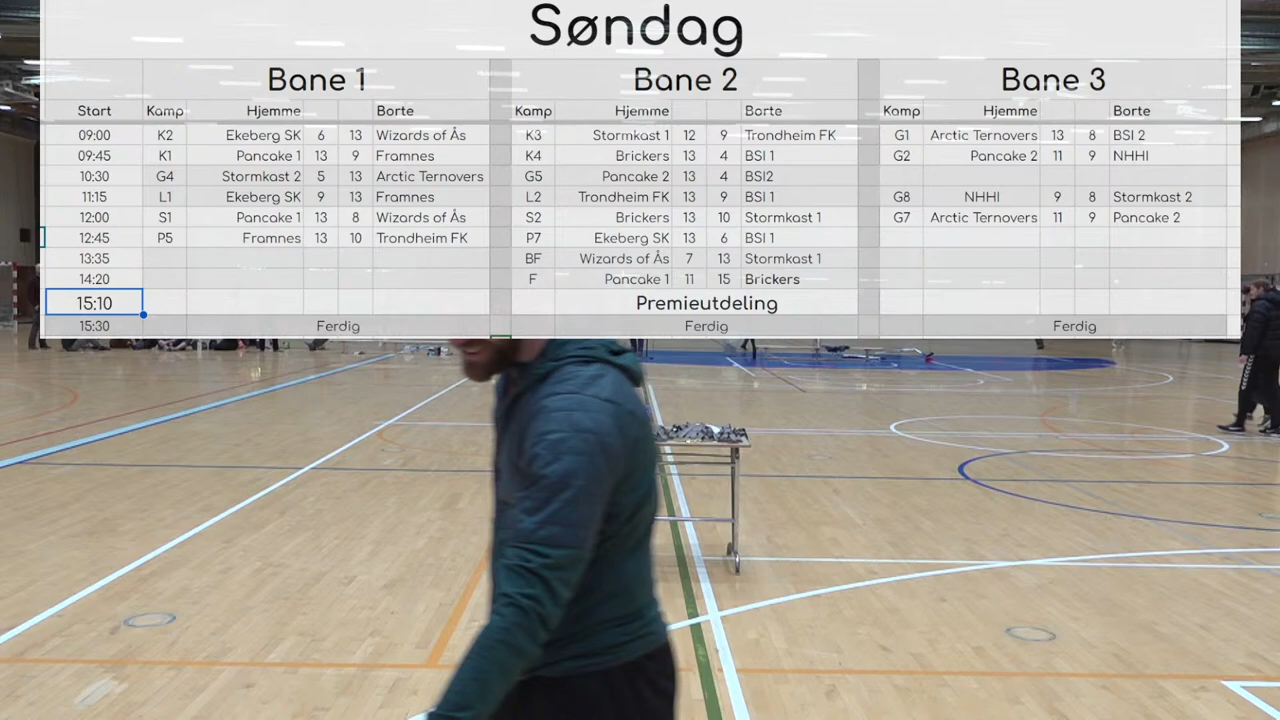 Søndag
Bane 1 Bane 2 Bane 3
Start Kamp Hjemme Borte Kamp Hjemme Borte Kamp Hjemme Borte
09:00 K2 Ekeberg SK 6 13 Wizards of Ås K3 Stormkast 1 12 9 Trondheim FK G1 Arctic Ternovers 13 8 BSI 2
09:45 K1 Pancake 1 13 9 Framnes K4 Brickers 13 4 BSI 1 G2 Pancake 2 11 9 NHHI
10:30 G4 Stormkast 2 5 13 Arctic Ternovers G5 Pancake 2 13 4 BSI2
11:15 L1 Ekeberg SK 9 13 Framnes L2 Trondheim FK 13 9 BSI 1 G8 NHHI 9 8 Stormkast 2
12:00 S1 Pancake 1 13 8 Wizards of Ås S2 Brickers 13 10 Stormkast 1 G7 Arctic Ternovers 11 9 Pancake 2
12:45 P5 Framnes 13 10 Trondheim FK P7 Ekeberg SK 13 6 BSI 1
13:35 BF Wizards of Ås 7 13 Stormkast 1
14:20 F Pancake 1 11 15 Brickers
15:10 Premieutdeling
15:30 Ferdig Ferdig Ferdig